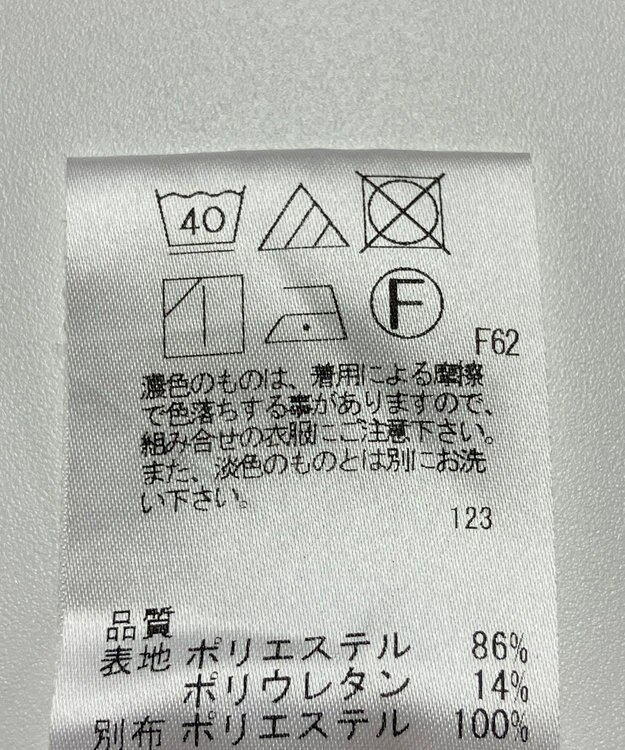 40
F
F62
濃色のものは、着用による摩擦
で色落ちする事がありますので、
組み合せの衣服にご注意下さい。
また、淡色のものとは別にお洗
い下さい。
123
品質
表地 ポリエステル 86%
ポリウレタン 14%
別布 ポリエステル 100%